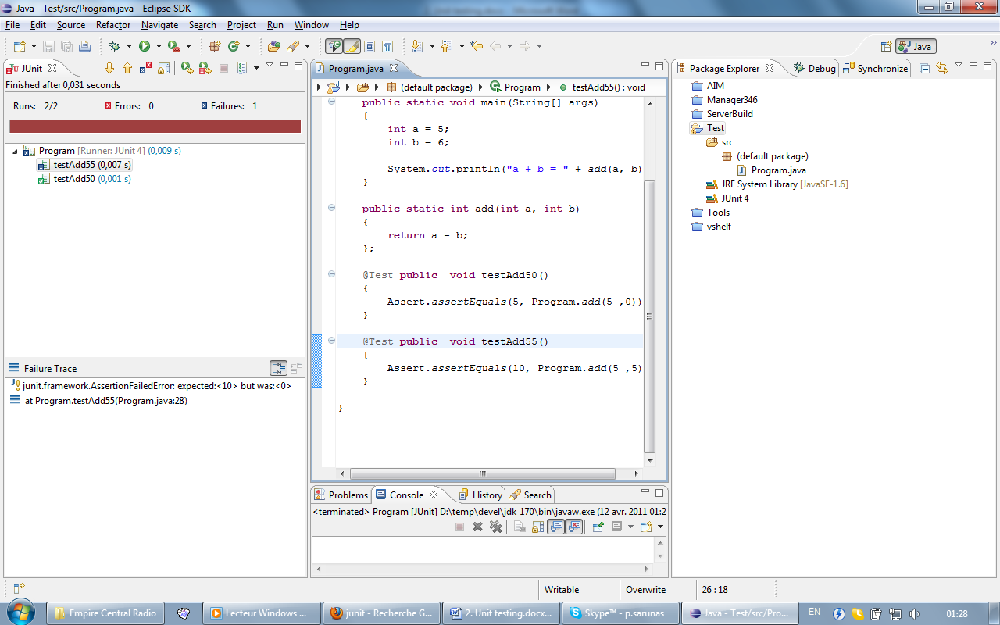 Java - Test/src/Program.java - Eclipse SDK
File Edit Source Refactor Navigate Search Project Run Window Help
Java
JUnit
Finished after 0,031 seconds
Runs: 2/2 Errors: 0 Failures: 1
Program [Runner: JUnit 4] (0,009 s)
testAdd55 (0,007 s)
testAdd50 (0,001 s)
Failure Trace
junit.framework.AssertionFailedError: expected:<10> but was:<0>
at Program.testAdd55(Program.java:28)
Program.java
(default package) Program testAdd55() : void
public static void main(String[] args)
{
int a = 5;
int b = 6;
System.out.println("a + b = " + add(a, b)
}
public static int add(int a, int b)
{
return a - b;
};
@Test public  void testAdd50()
{
Assert.assertEquals(5, Program.add(5 ,0))
}
@Test public  void testAdd55()
{
Assert.assertEquals(10, Program.add(5 ,5)
}
}
Problems Console History Search
<terminated> Program [JUnit] D:\temp\devel\jdk_170\bin\javaw.exe (12 avr. 2011 01:2
Package Explorer Debug Synchronize
AIM
Manager346
ServerBuild
Test
src
(default package)
Program.java
JRE System Library [JavaSE-1.6]
JUnit 4
Tools
vshelf
Writable Overwrite 26 : 18
Empire Central Radio Lecteur Windows ... junit - Recherche G... 2. Unit testing.docx... Skype™ - p.sarunas Java - Test/src/Pro... EN 01:28